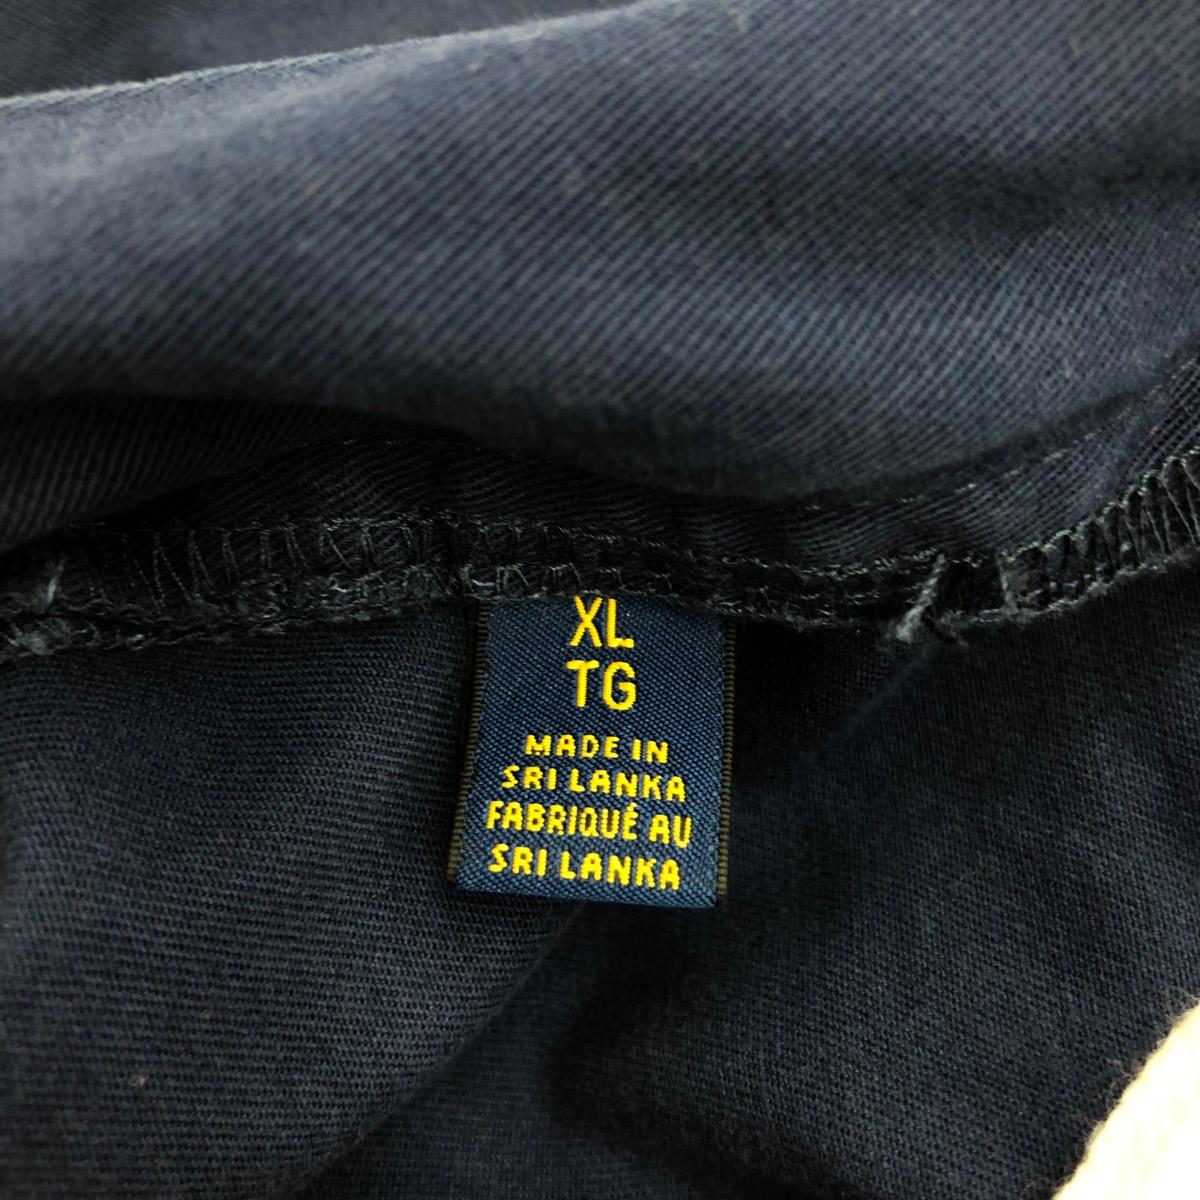 XL
TG
MADE IN
SRI LANKA
FABRIQUÉ AU
SRI LANKA